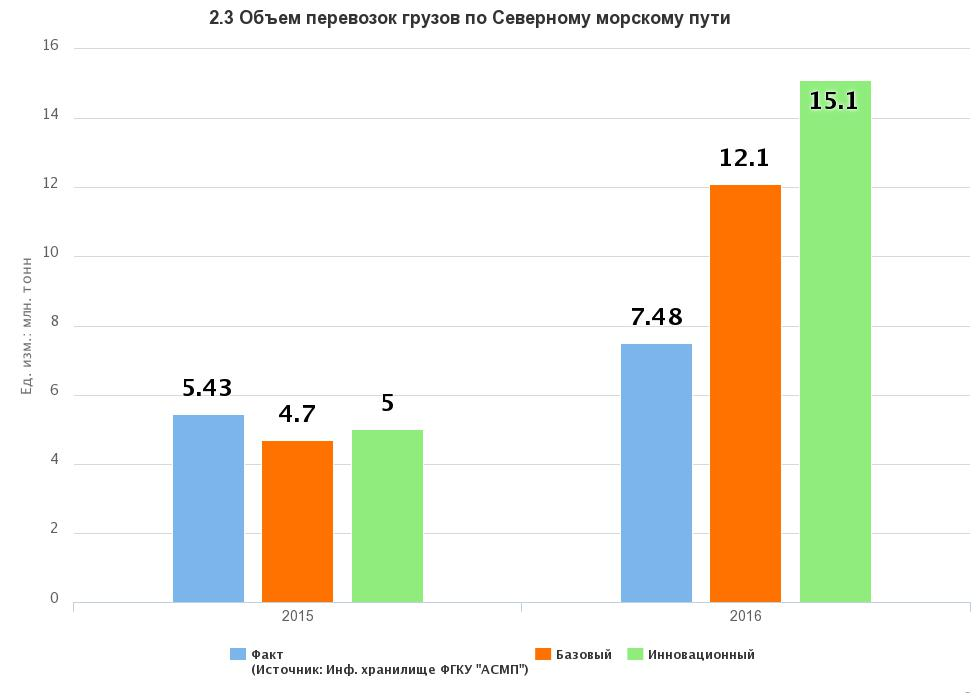 2.3 Объем перевозок грузов по Северному морскому пути
16
14
12
10
8
6
4
2
0
Ед. изм.: млн. тонн
5.43
4.7
5
7.48
12.1
15.1
2015
2016
Факт
(Источник: Инф. хранилище ФГКУ "АСМП")
Базовый
Инновационный